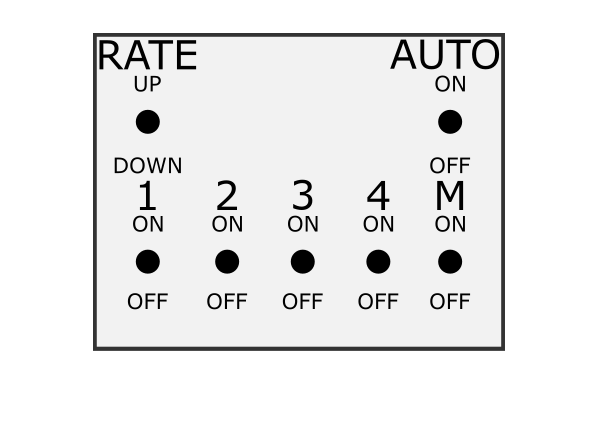 RATE AUTO
UP ON
DOWN OFF
1 2 3 4 M
ON ON ON ON ON
OFF OFF OFF OFF OFF